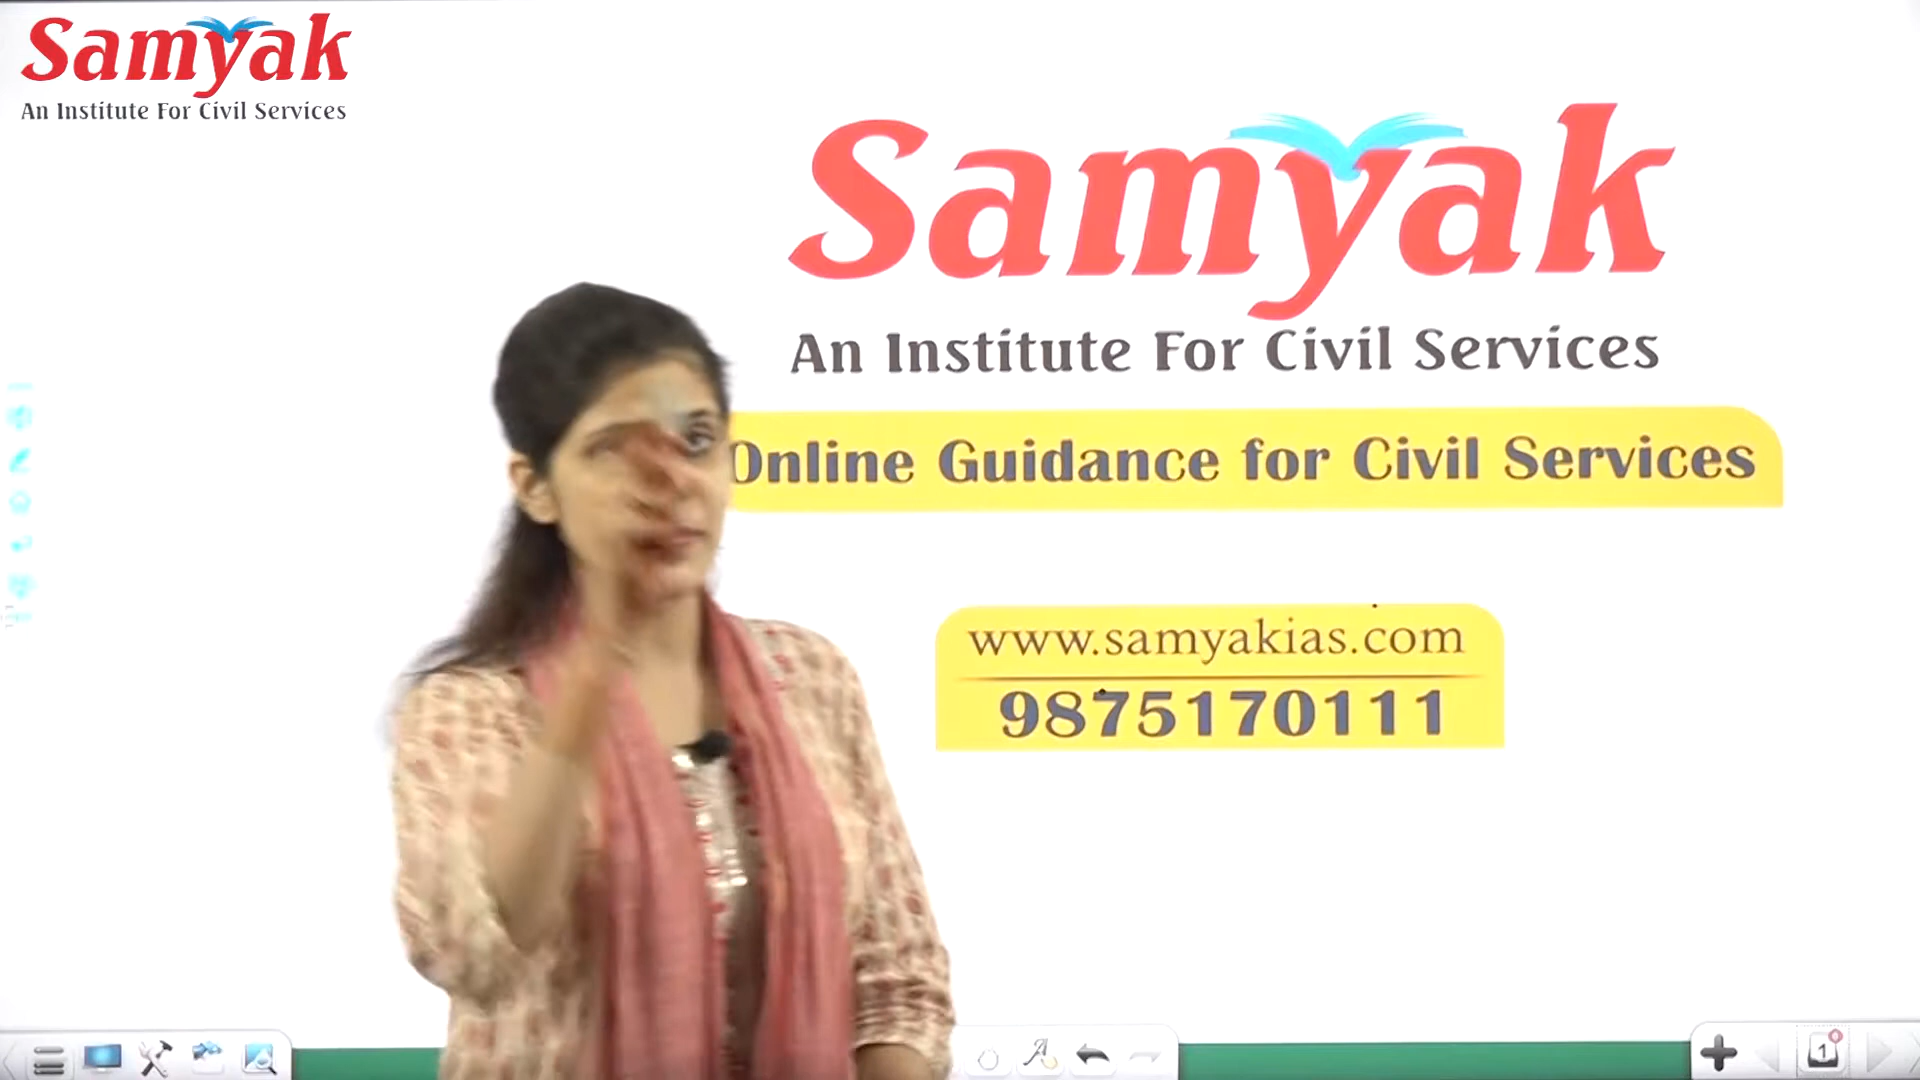 Samyak
An Institute For Civil Services
Samyak
An Institute For Civil Services
Online Guidance for Civil Services
www.samyakias.com
9875170111
1